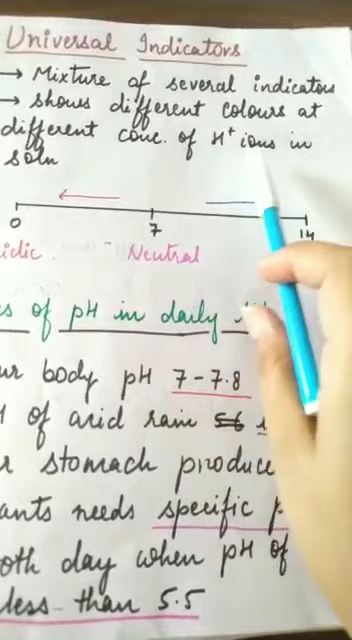 Universal Indicators
→ Mixture of several indicators
→ shows different colours at
different conc. of H+ ions in
soln
0 7 14
idic Neutral
s of pH in daily
ur body pH 7-7.8
of acid rain 56
stomach produce
ants needs specific p
oth day when pH of
less than 5.5